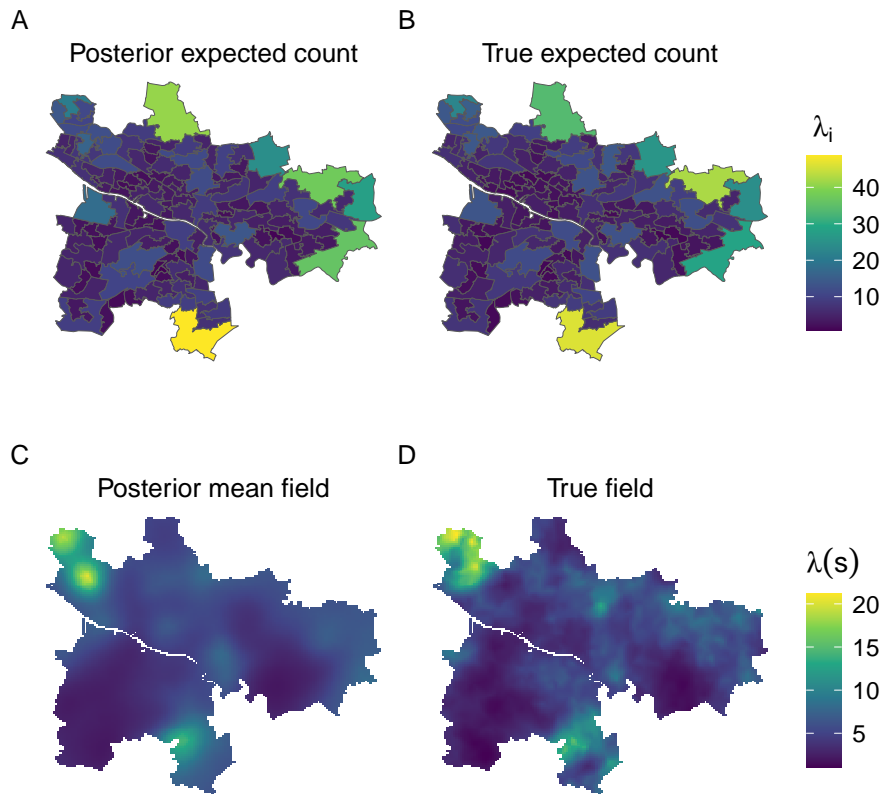 A
Posterior expected count
B
True expected count
λi
40
30
20
10
C
Posterior mean field
D
True field
λ(s)
20
15
10
5